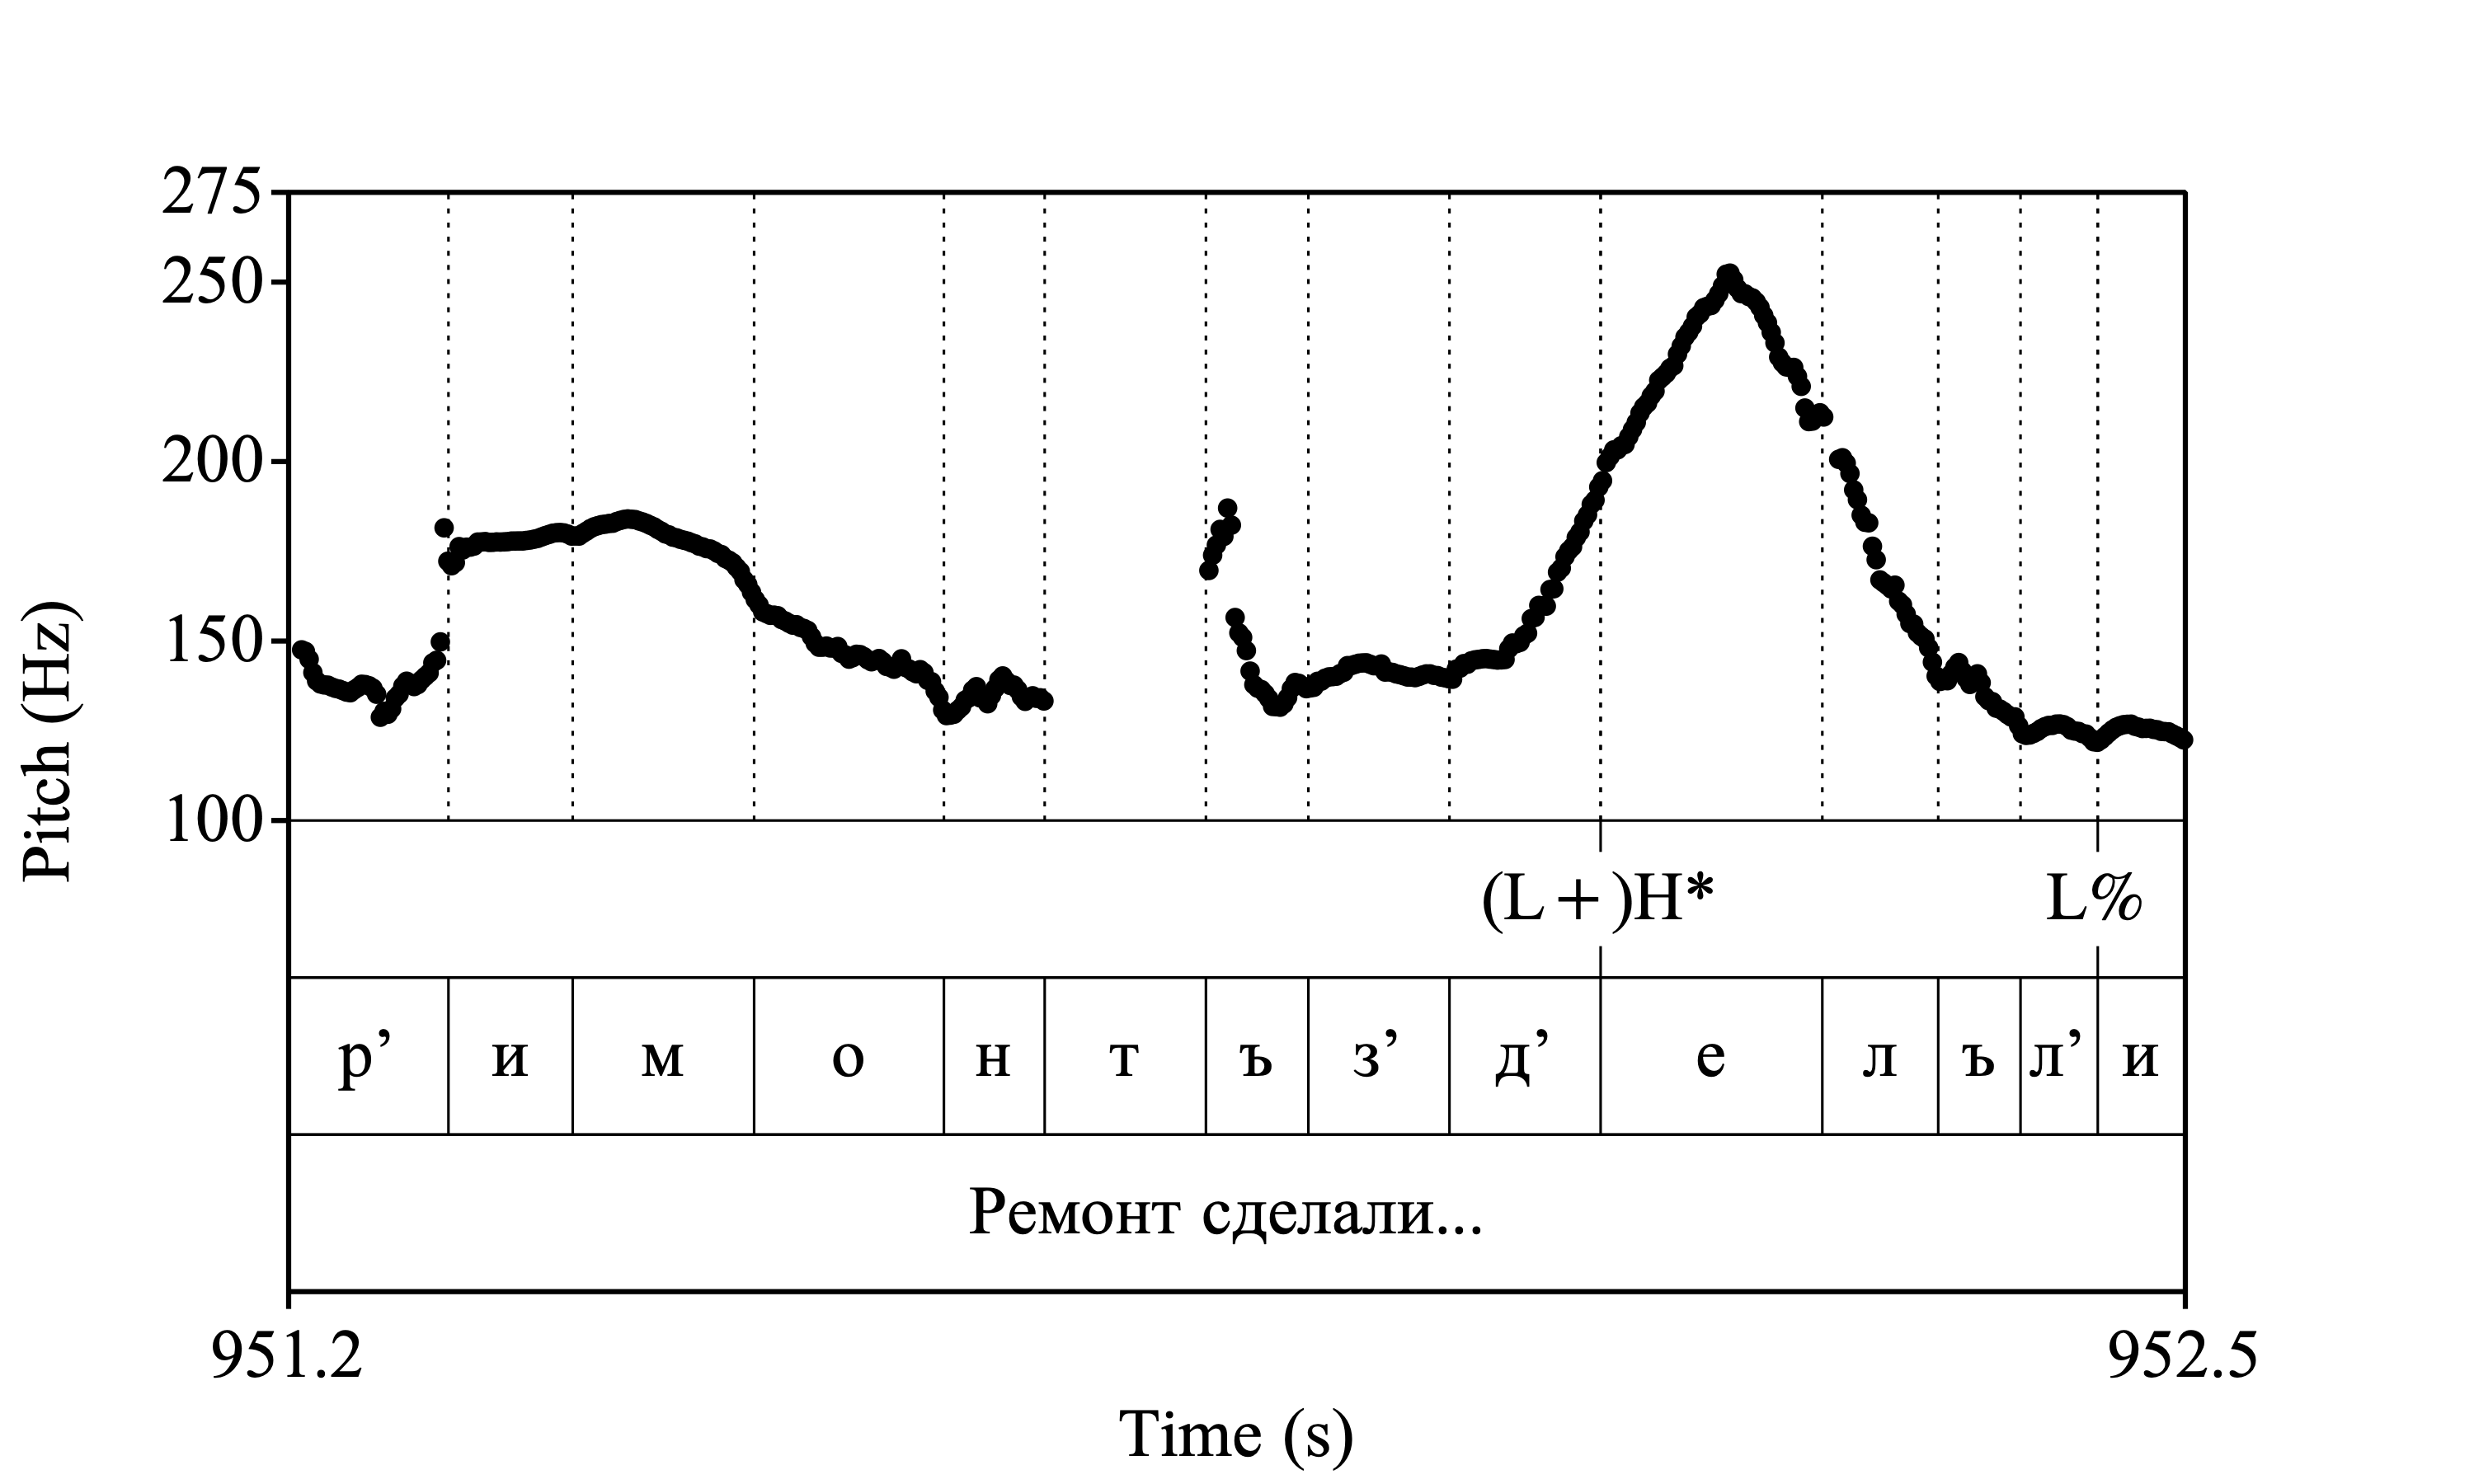 275
250
200
150
100
Pitch (Hz)
(L+)H* L%
р’ и м о н т ъ з’ д’ е л ъ л’ и
Ремонт сделали...
951.2 952.5
Time (s)